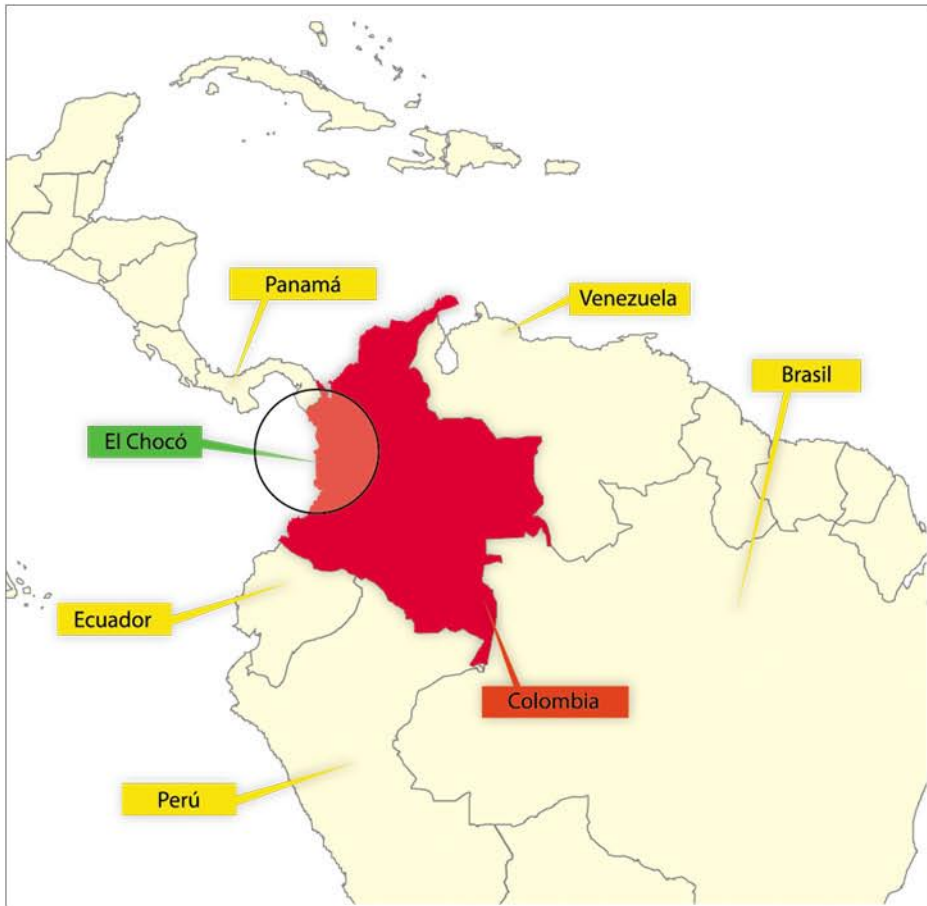 Panamá
Venezuela
Brasil
El Chocó
Ecuador
Colombia
Perú